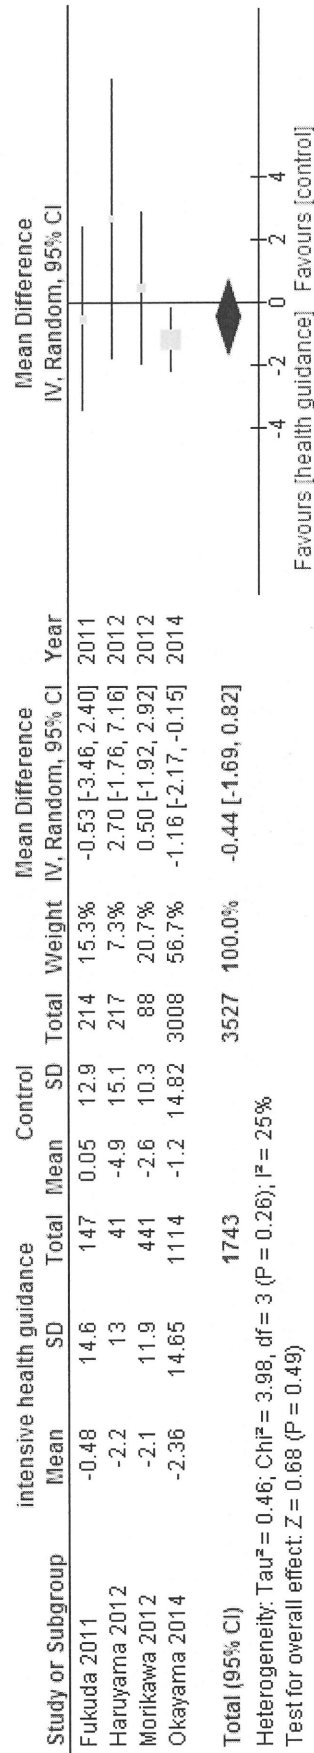 intensive health guidance Control Mean Difference Mean Difference
Study or Subgroup Mean SD Total Mean SD Total Weight IV, Random, 95% CI Year IV, Random, 95% CI
Fukuda 2011 -0.48 14.6 147 0.05 12.9 214 15.3% -0.53 [-3.46, 2.40] 2011
Haruyama 2012 -2.2 13 41 -4.9 15.1 217 7.3% 2.70 [-1.76, 7.16] 2012
Morikawa 2012 -2.1 11.9 441 -2.6 10.3 88 20.7% 0.50 [-1.92, 2.92] 2012
Okayama 2014 -2.36 14.65 1114 -1.2 14.82 3008 56.7% -1.16 [-2.17, -0.15] 2014
Total (95% CI) 1743 3527 100.0% -0.44 [-1.69, 0.82]
Heterogeneity: Tau² = 0.46; Chi² = 3.98, df = 3 (P = 0.26); I² = 25%
Test for overall effect: Z = 0.68 (P = 0.49)
-4 -2 0 2 4
Favours [health guidance] Favours [control]